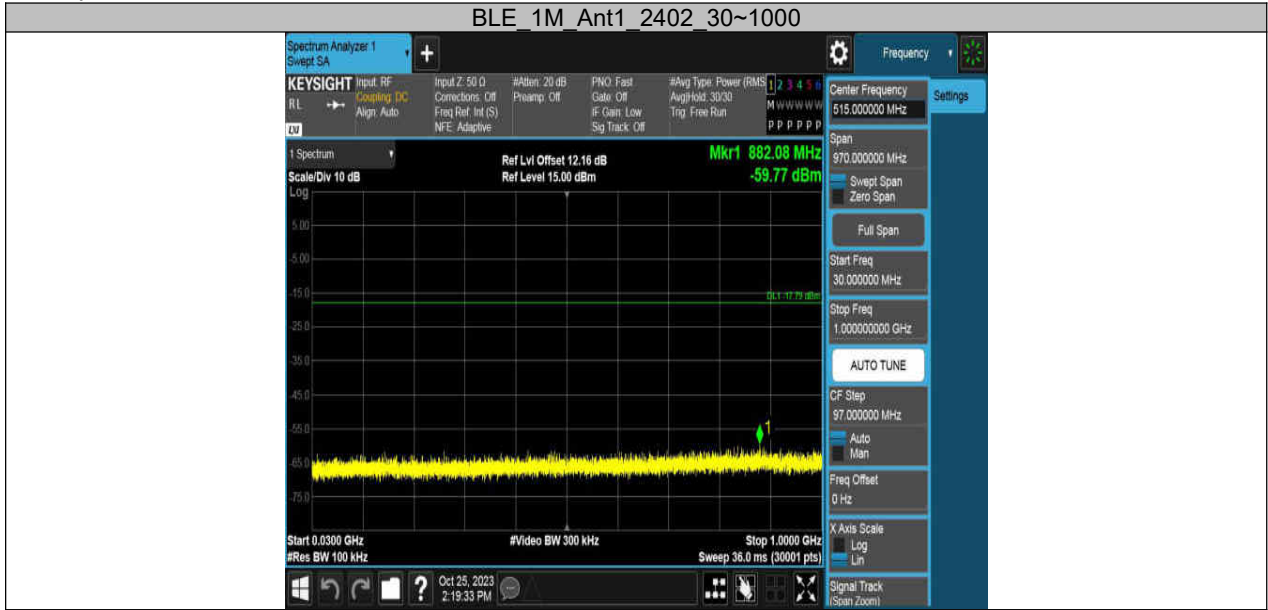 BLE_1M_Ant1_2402_30~1000
Spectrum Analyzer 1
Swept SA
+
Frequency
KEYSIGHT
RL
LXI
Input: RF
Coupling: DC
Align: Auto
Input Z: 50 Ω
Corrections: Off
Freq Ref: Int (S)
NFE: Adaptive
#Atten: 20 dB
Preamp: Off
PNO: Fast
Gate: Off
IF Gain: Low
Sig Track: Off
#Avg Type: Power (RMS
Avg|Hold: 30/30
Trig: Free Run
1 2 3 4 5 6
M W W W W W
P P P P P P
Center Frequency
515.000000 MHz
Settings
1 Spectrum
Scale/Div 10 dB
Log
Ref Lvl Offset 12.16 dB
Ref Level 15.00 dBm
Mkr1 882.08 MHz
-59.77 dBm
Span
970.000000 MHz
Swept Span
Zero Span
Full Span
5.00
-5.00
-15.0
DL1 -17.79 dBm
-25.0
-35.0
-45.0
-55.0
1
-65.0
-75.0
Start Freq
30.000000 MHz
Stop Freq
1.000000000 GHz
AUTO TUNE
CF Step
97.000000 MHz
Auto
Man
Freq Offset
0 Hz
X Axis Scale
Log
Lin
Signal Track
(Span Zoom)
Start 0.0300 GHz
#Video BW 300 kHz
Stop 1.0000 GHz
#Res BW 100 kHz
Sweep 36.0 ms (30001 pts)
?
Oct 25, 2023
2:19:33 PM